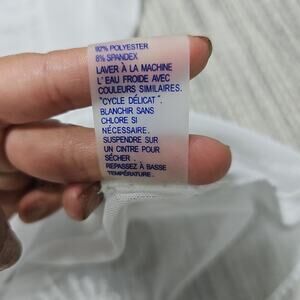 92% POLYESTER
8% SPANDEX
LAVER À LA MACHINE
L'EAU FROIDE AVEC
COULEURS SIMILAIRES.
"CYCLE DÉLICAT".
BLANCHIR SANS
CHLORE SI
NÉCESSAIRE.
SUSPENDRE SUR
UN CINTRE POUR
SÉCHER.
REPASSEZ À BASSE
TEMPÉRATURE.